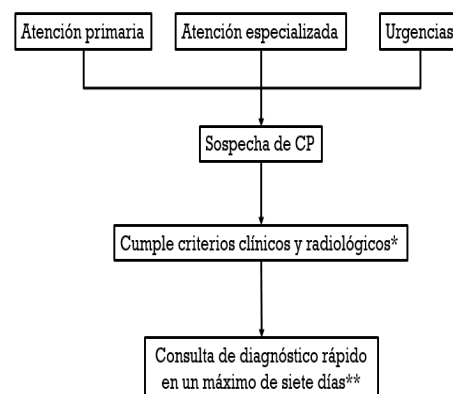 Atención primaria
Atención especializada
Urgencias
Sospecha de CP
Cumple criterios clínicos y radiológicos*
Consulta de diagnóstico rápido
en un máximo de siete días**